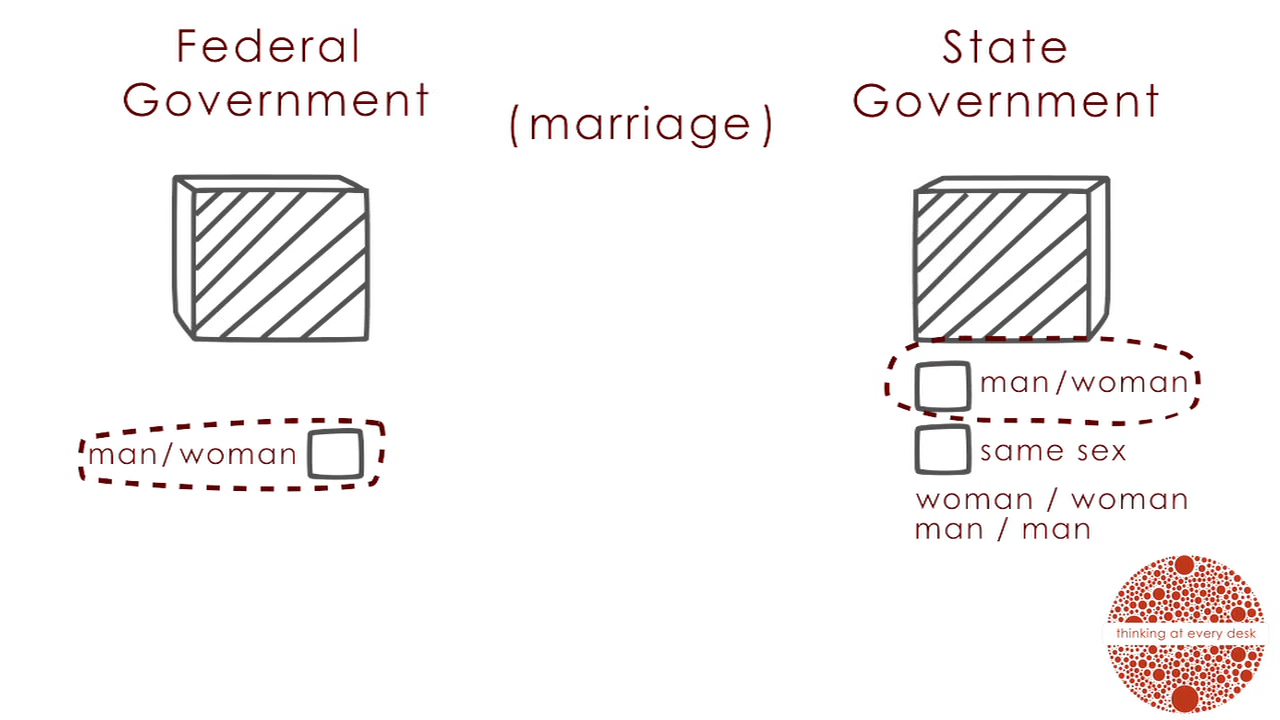 Federal
Government
(marriage)
State
Government
man/woman
man/woman
same sex
woman / woman
man / man
thinking at every desk